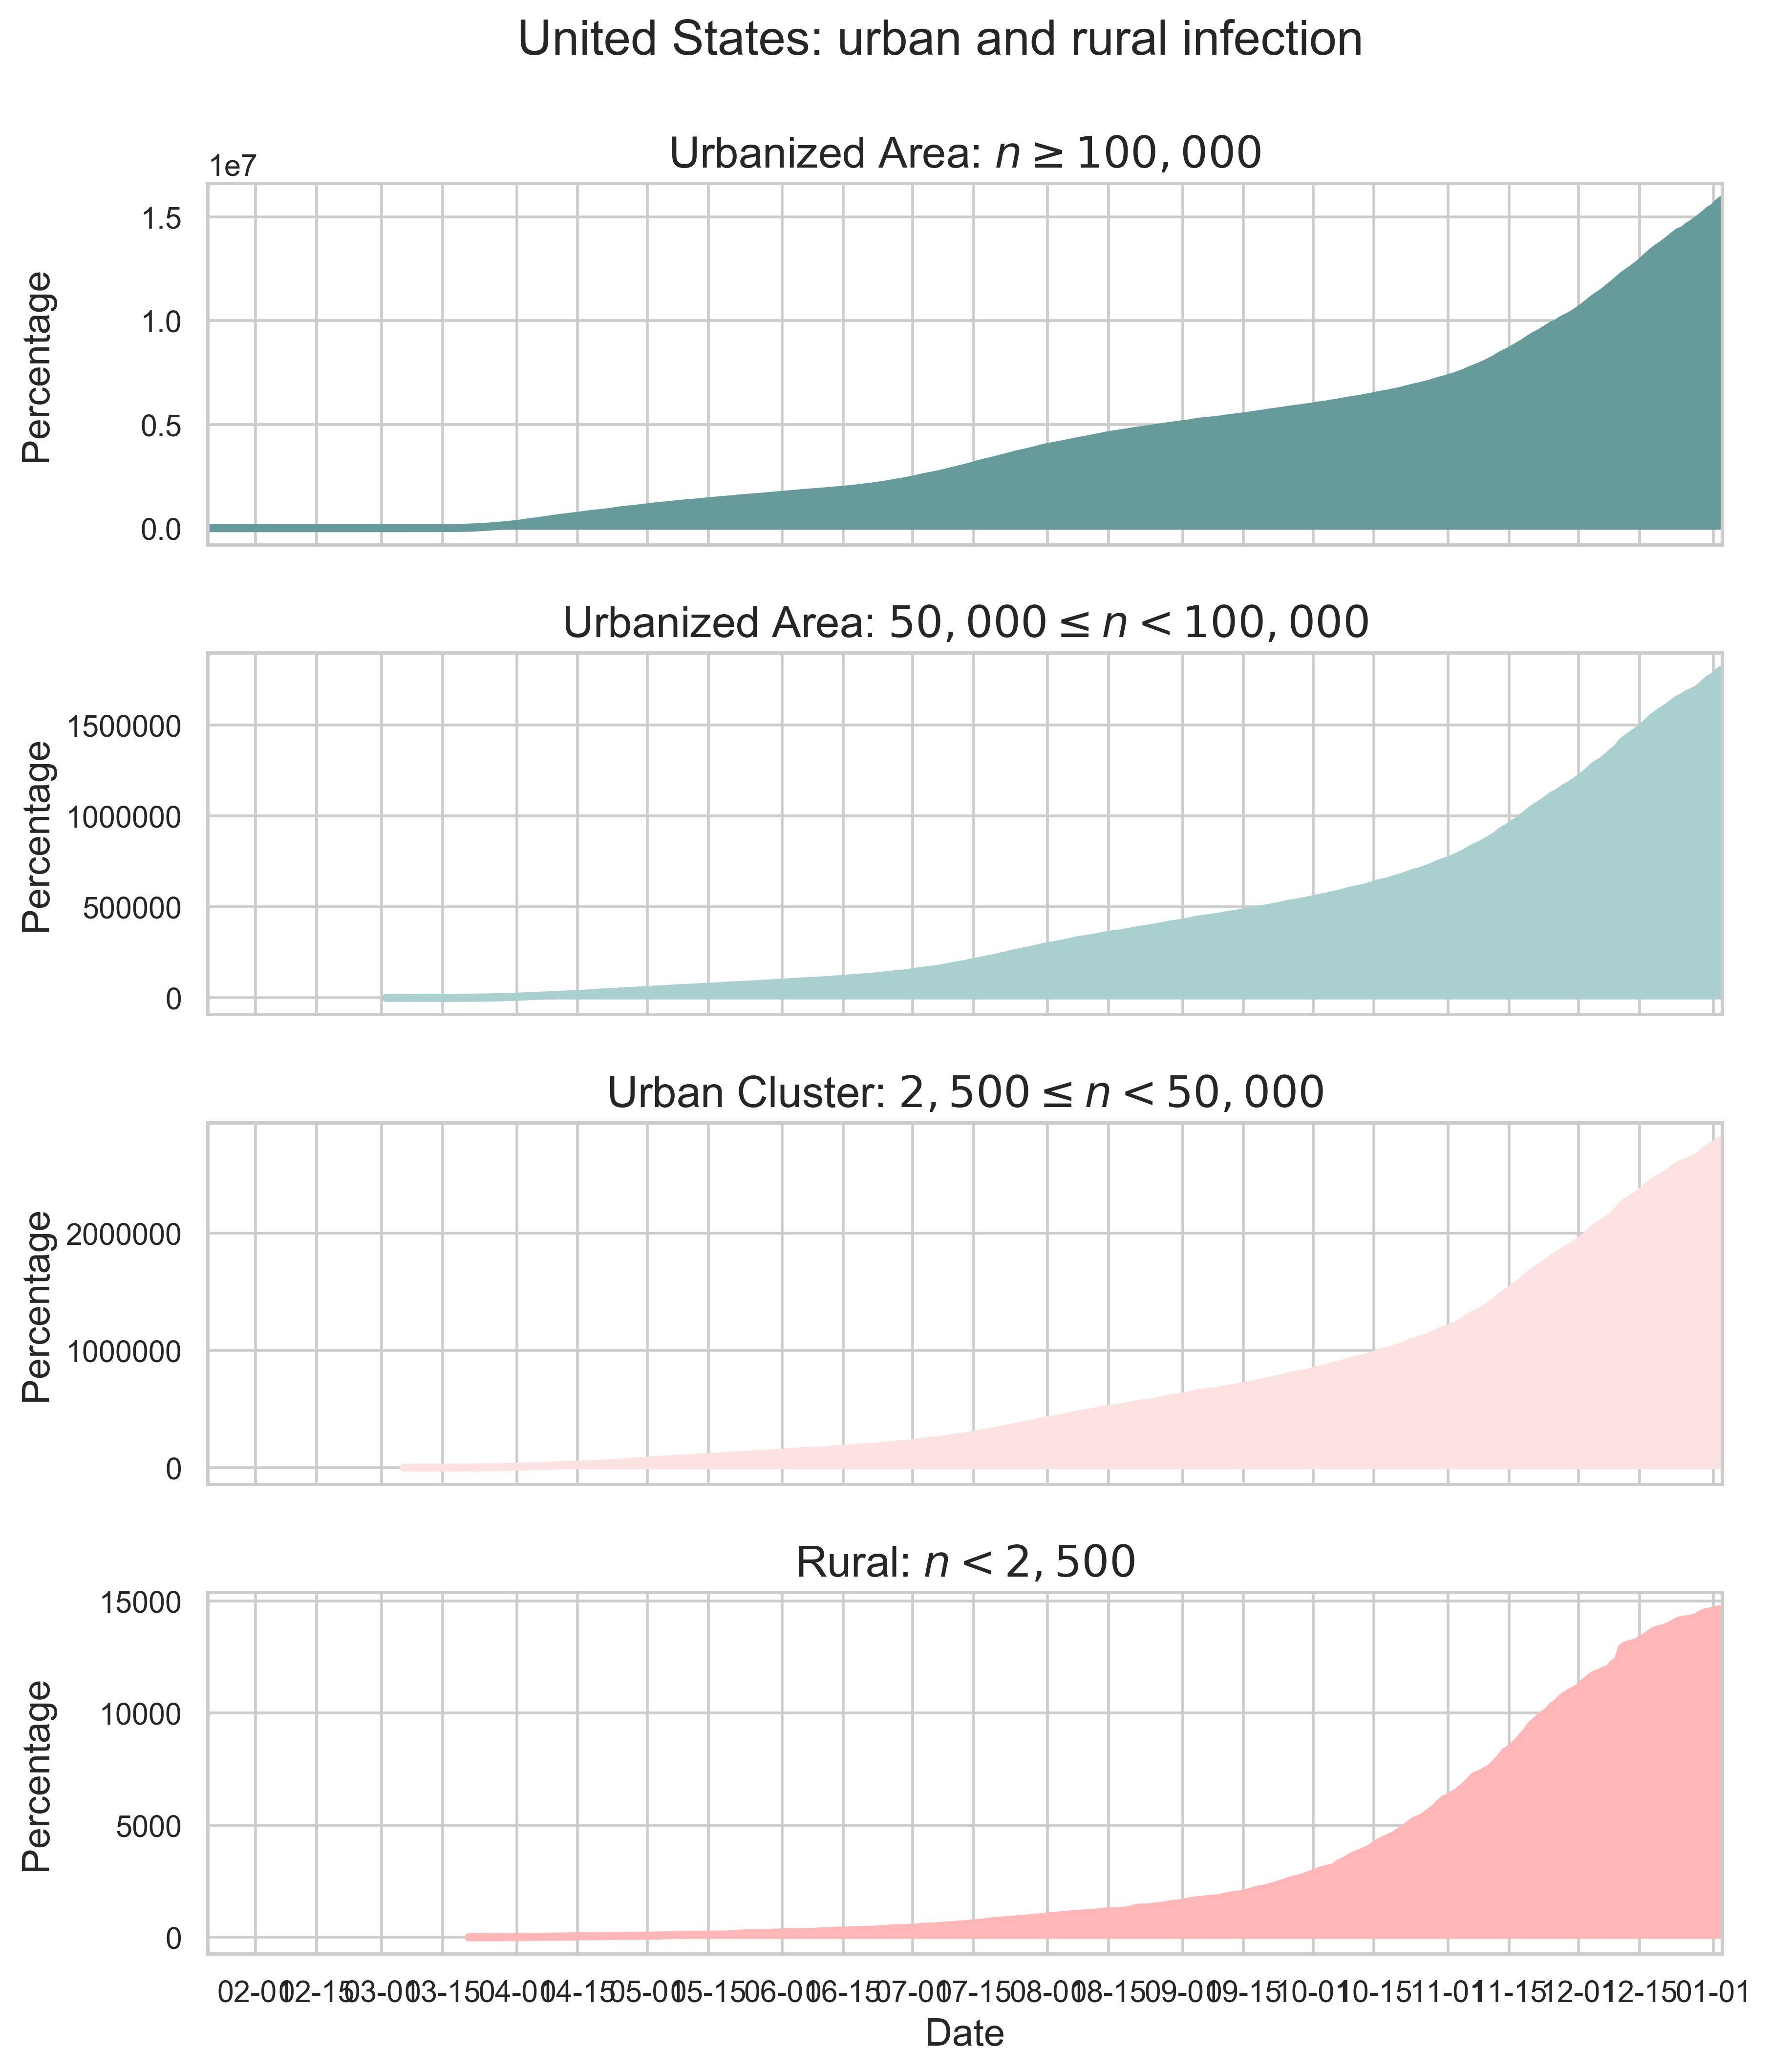 United States: urban and rural infection
Urbanized Area: n ≥ 100, 000
1e7
1.5
1.0
0.5
0.0
Percentage
Urbanized Area: 50, 000 ≤ n < 100, 000
1500000
1000000
500000
0
Percentage
Urban Cluster: 2, 500 ≤ n < 50, 000
2000000
1000000
0
Percentage
Rural: n < 2, 500
15000
10000
5000
0
Percentage
02-01 02-15 03-01 03-15 04-01 04-15 05-01 05-15 06-01 06-15 07-01 07-15 08-01 08-15 09-01 09-15 10-01 10-15 11-01 11-15 12-01 12-15 01-01
Date